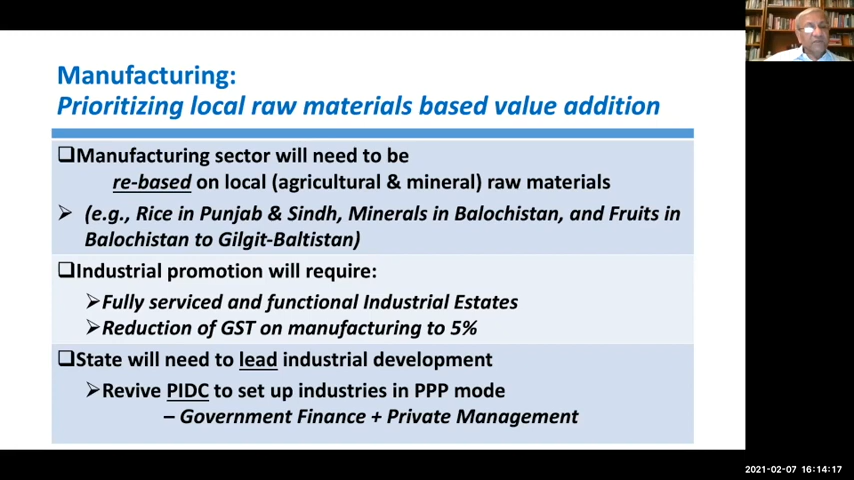 Manufacturing:
Prioritizing local raw materials based value addition
❑Manufacturing sector will need to be
re-based on local (agricultural & mineral) raw materials
➢ (e.g., Rice in Punjab & Sindh, Minerals in Balochistan, and Fruits in
Balochistan to Gilgit-Baltistan)
❑Industrial promotion will require:
➢Fully serviced and functional Industrial Estates
➢Reduction of GST on manufacturing to 5%
❑State will need to lead industrial development
➢Revive PIDC to set up industries in PPP mode
– Government Finance + Private Management
2021-02-07 16:14:17